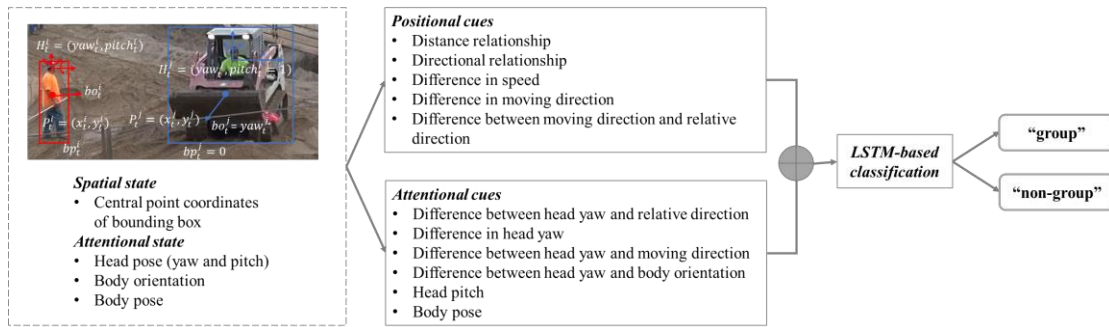 H_t^i = (yaw_t^i, pitch_t^i)
H_t^j = (yaw_t^j, pitch_t^j = 1)
bo_t^i
P_t^i = (x_t^i, y_t^i)
P_t^j = (x_t^j, y_t^j)
bo_t^j = yaw_t^j
bp_t^i
bp_t^j = 0
Spatial state
• Central point coordinates
of bounding box
Attentional state
• Head pose (yaw and pitch)
• Body orientation
• Body pose
Positional cues
• Distance relationship
• Directional relationship
• Difference in speed
• Difference in moving direction
• Difference between moving direction and relative
direction
Attentional cues
• Difference between head yaw and relative direction
• Difference in head yaw
• Difference between head yaw and moving direction
• Difference between head yaw and body orientation
• Head pitch
• Body pose
LSTM-based
classification
“group”
“non-group”